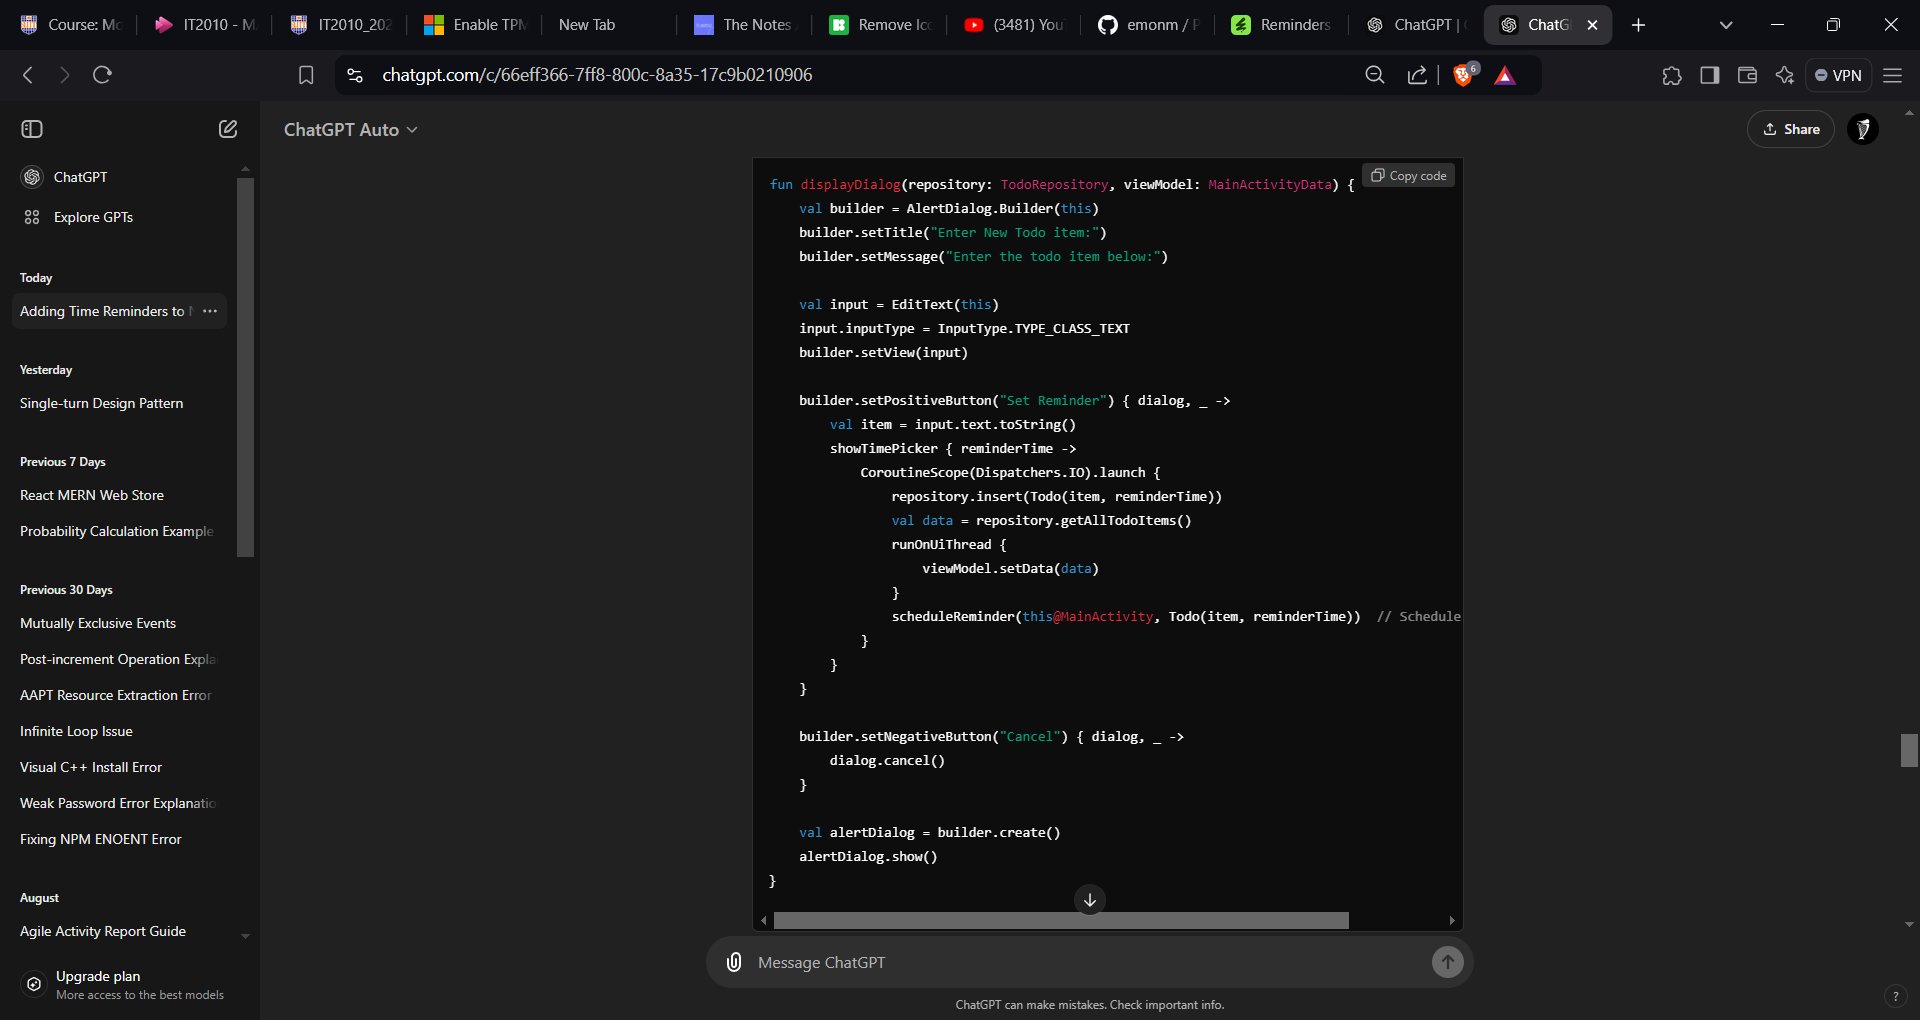 Course: Mo
IT2010 - M
IT2010_202
Enable TPM
New Tab
The Notes
Remove Ic
(3481) You
emonm / P
Reminders
ChatGPT |
ChatG
chatgpt.com/c/66eff366-7ff8-800c-8a35-17c9b0210906
6
VPN
ChatGPT Auto
Share
ChatGPT
Explore GPTs
Today
Adding Time Reminders to
Yesterday
Single-turn Design Pattern
Previous 7 Days
React MERN Web Store
Probability Calculation Example
Previous 30 Days
Mutually Exclusive Events
Post-increment Operation Expla
AAPT Resource Extraction Error
Infinite Loop Issue
Visual C++ Install Error
Weak Password Error Explanatio
Fixing NPM ENOENT Error
August
Agile Activity Report Guide
Upgrade plan
More access to the best models
Copy code
fun displayDialog(repository: TodoRepository, viewModel: MainActivityData) {
val builder = AlertDialog.Builder(this)
builder.setTitle("Enter New Todo item:")
builder.setMessage("Enter the todo item below:")
val input = EditText(this)
input.inputType = InputType.TYPE_CLASS_TEXT
builder.setView(input)
builder.setPositiveButton("Set Reminder") { dialog, _ ->
val item = input.text.toString()
showTimePicker { reminderTime ->
CoroutineScope(Dispatchers.IO).launch {
repository.insert(Todo(item, reminderTime))
val data = repository.getAllTodoItems()
runOnUiThread {
viewModel.setData(data)
}
scheduleReminder(this@MainActivity, Todo(item, reminderTime))  // Schedule
}
}
}
builder.setNegativeButton("Cancel") { dialog, _ ->
dialog.cancel()
}
val alertDialog = builder.create()
alertDialog.show()
}
Message ChatGPT
ChatGPT can make mistakes. Check important info.
?